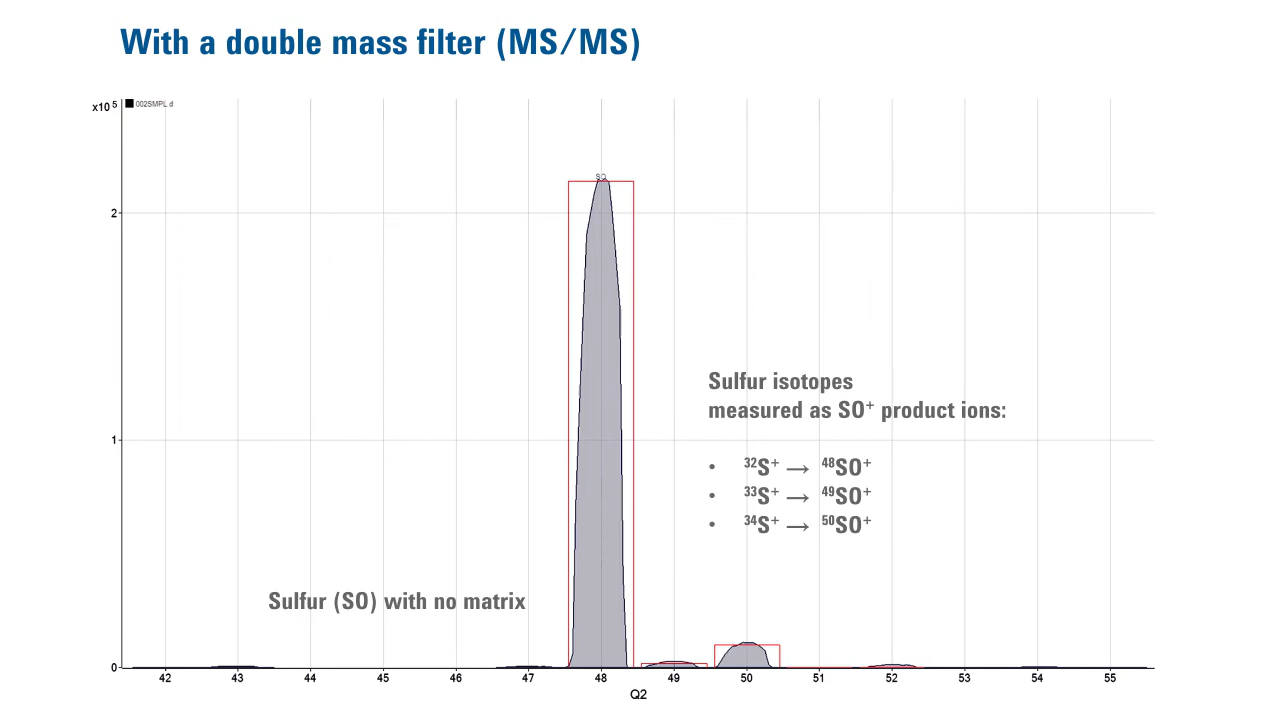 With a double mass filter (MS/MS)
x10 5
002SMPL.d
SO
2
1
0
Sulfur isotopes
measured as SO⁺ product ions:
• ³²S⁺ → ⁴⁸SO⁺
• ³³S⁺ → ⁴⁹SO⁺
• ³⁴S⁺ → ⁵⁰SO⁺
Sulfur (SO) with no matrix
42 43 44 45 46 47 48 49 50 51 52 53 54 55
Q2